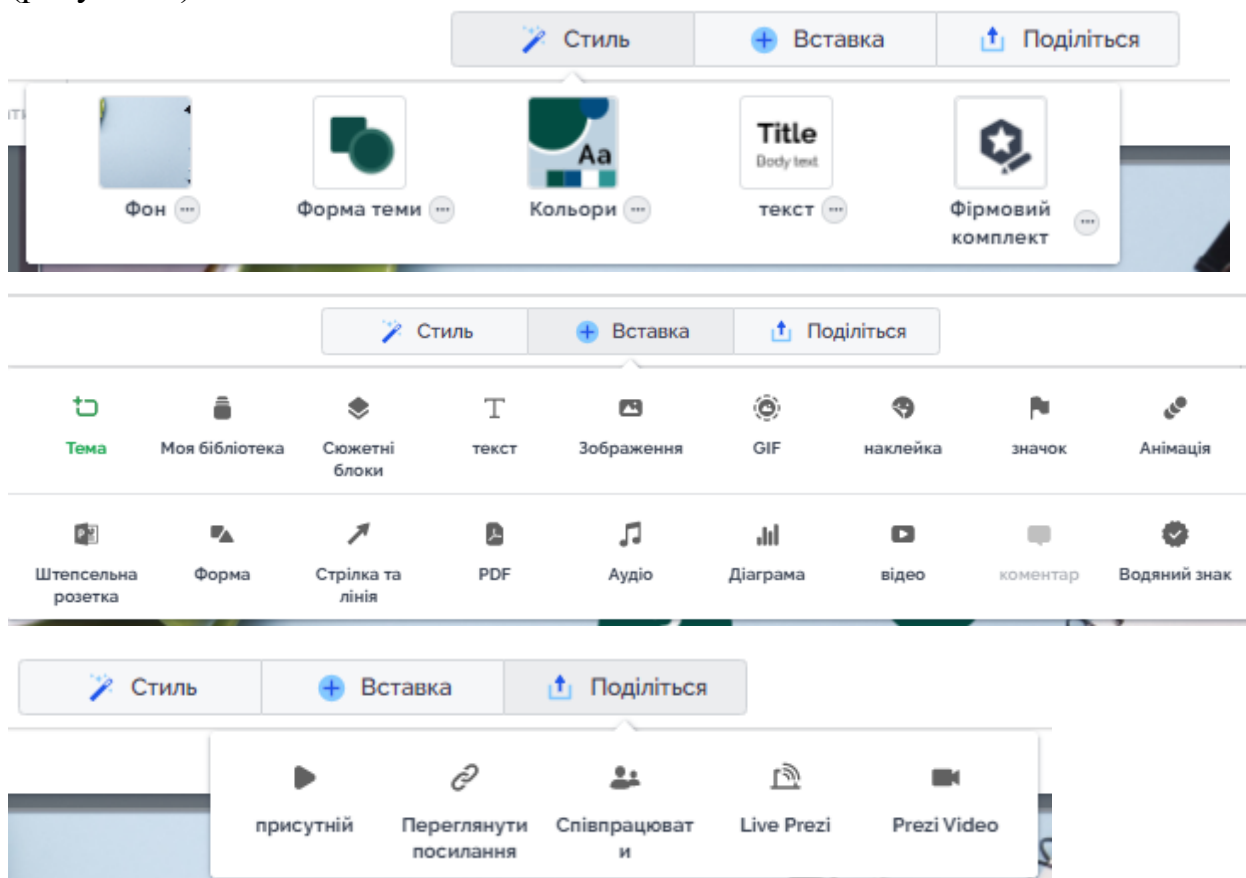 Стиль Вставка Поділіться
Title
Body text
Aa
Фон Форма теми Кольори текст Фірмовий
комплект
Стиль Вставка Поділіться
Тема Моя бібліотека Сюжетні текст Зображення GIF наклейка значок Анімація
блоки
Штепсельна Форма Стрілка та PDF Аудіо Діаграма відео коментар Водяний знак
розетка лінія
Стиль Вставка Поділіться
присутній Переглянути Співпрацюват Live Prezi Prezi Video
посилання и